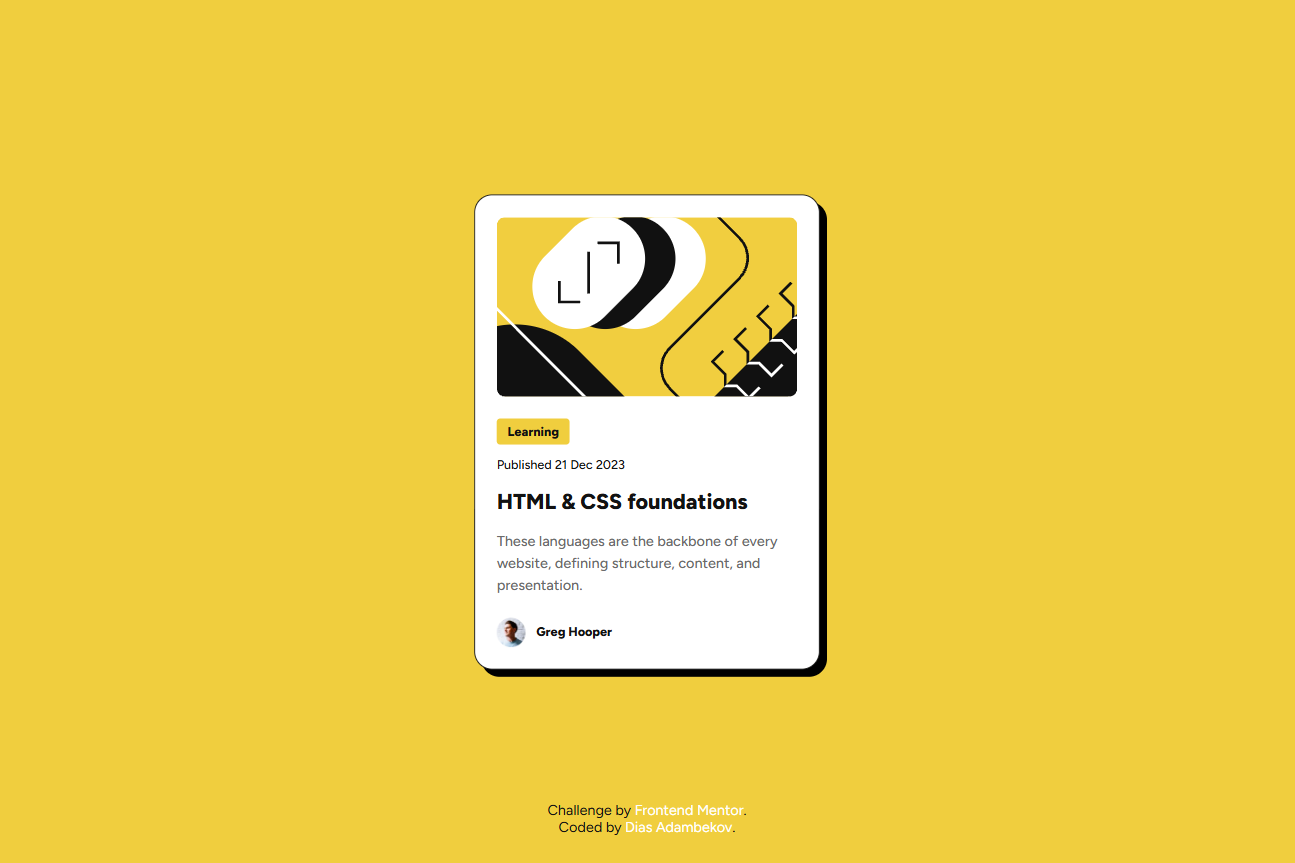 Learning
Published 21 Dec 2023
HTML & CSS foundations
These languages are the backbone of every
website, defining structure, content, and
presentation.
Greg Hooper
Challenge by Frontend Mentor.
Coded by Dias Adambekov.